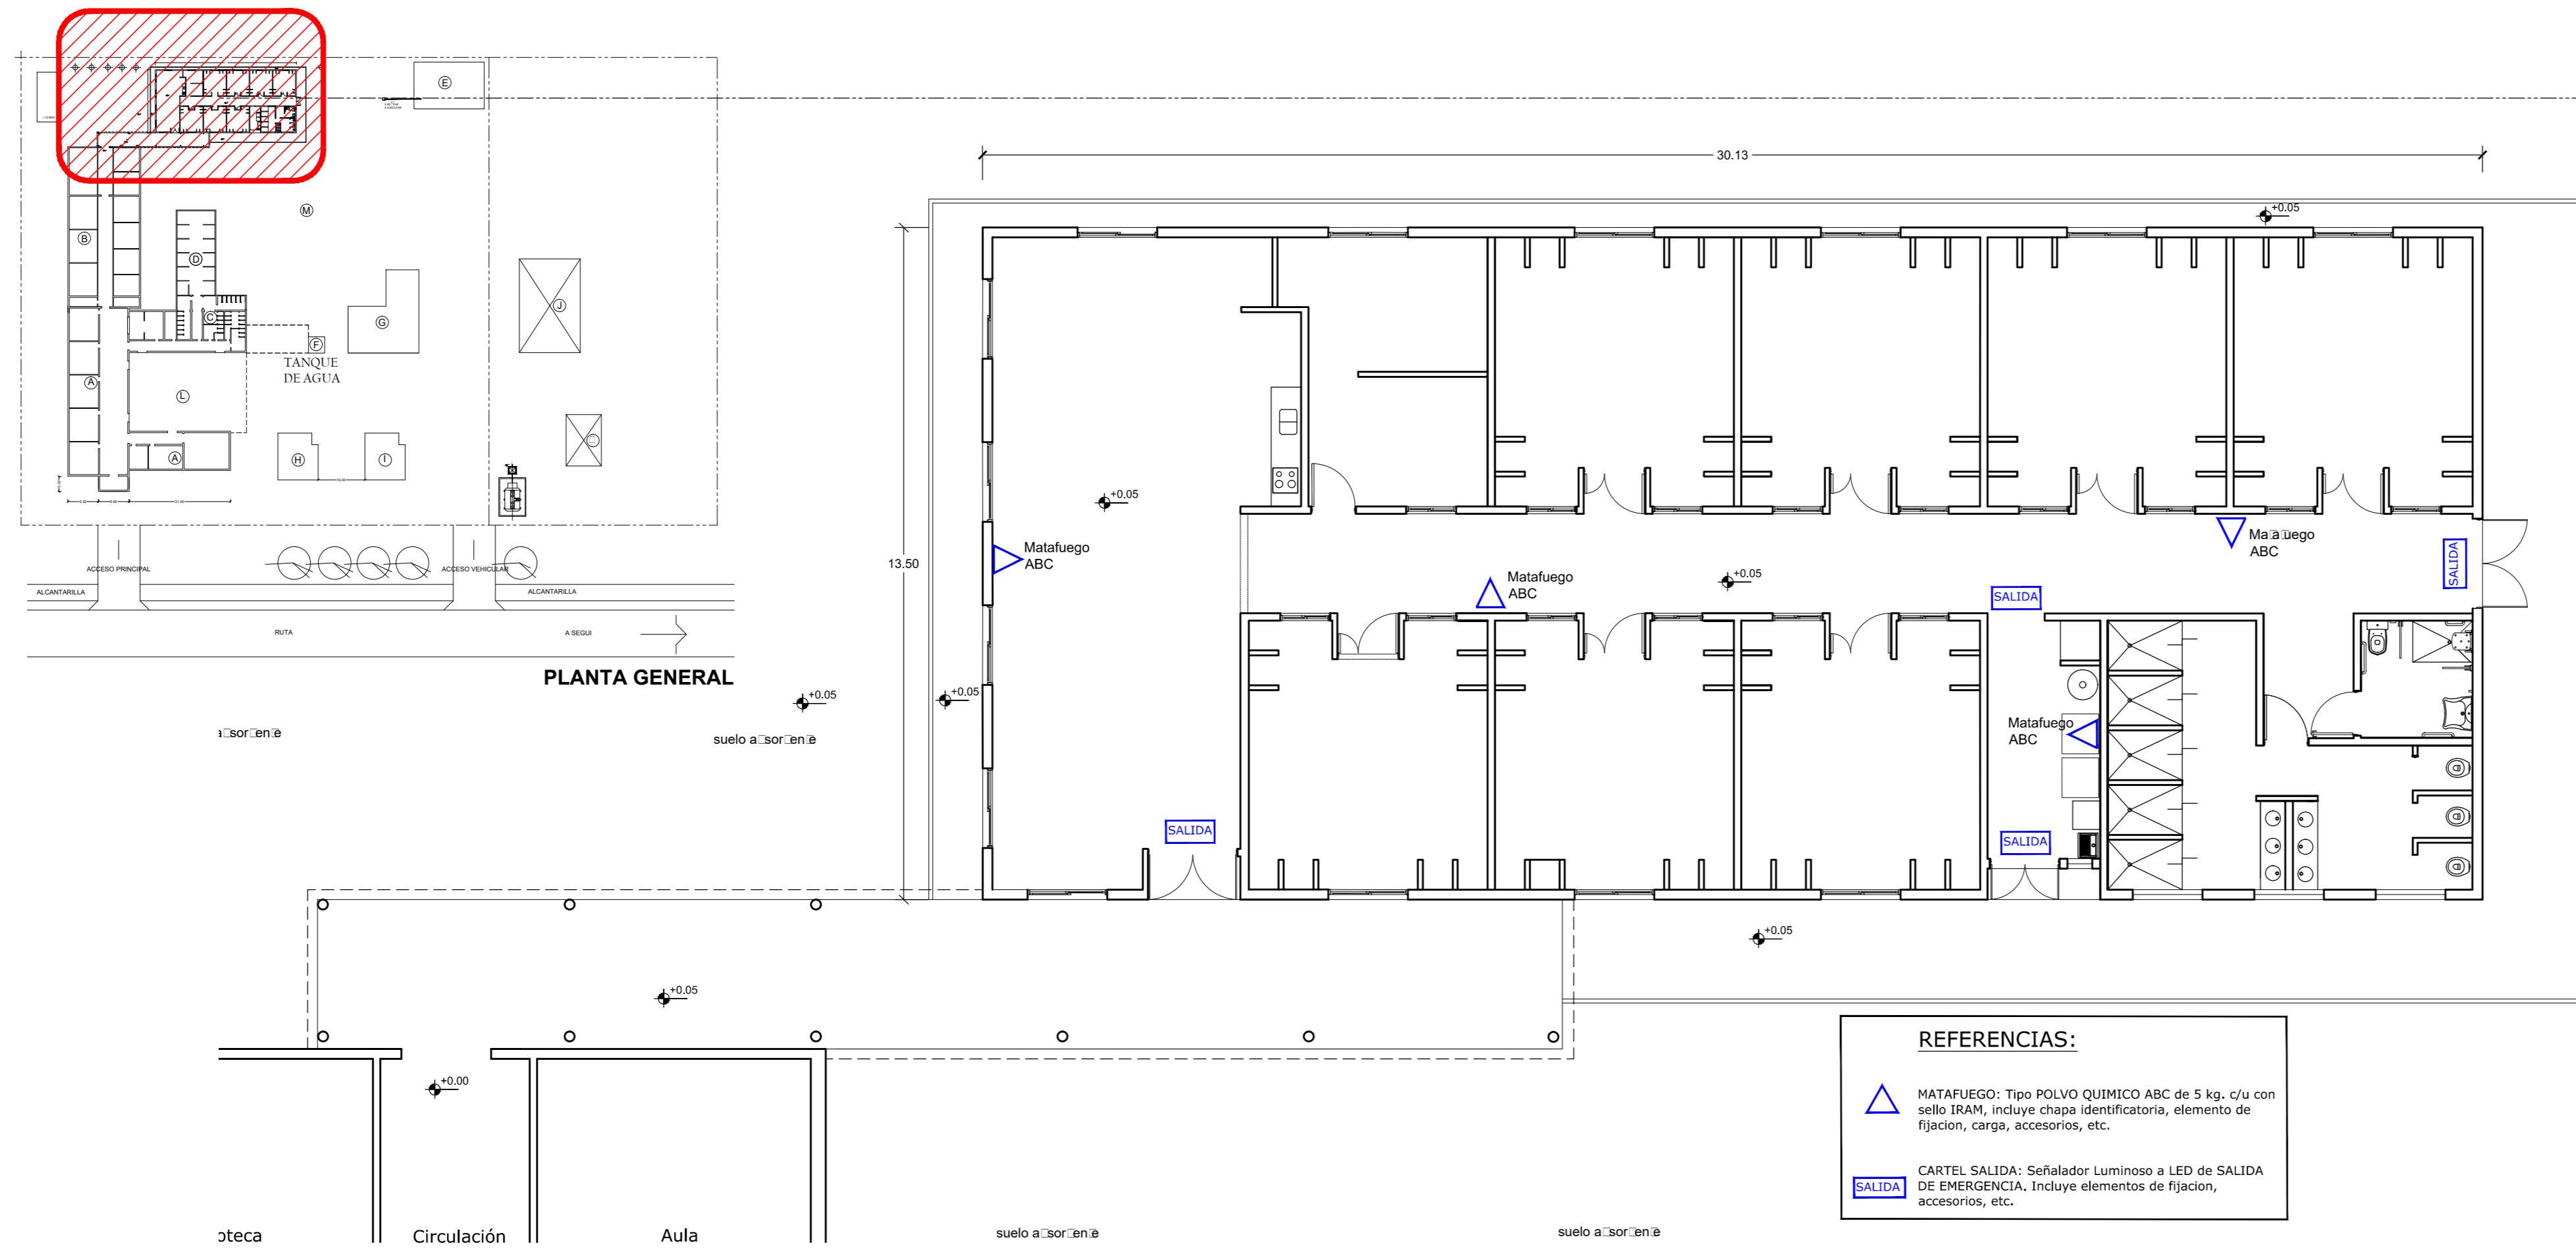 E
M
B
D
J
G
C
F
TANQUE
DE AGUA
A
L
A
H
I
ACCESO PRINCIPAL
ACCESO VEHICULAR
ALCANTARILLA
ALCANTARILLA
RUTA
A SEGUI
PLANTA GENERAL
30.13
13.50
+0.05
+0.05
Matafuego
ABC
Matafuego
ABC
+0.05
ABC
SALIDA
SALIDA
Matafuego
ABC
SALIDA
SALIDA
+0.05
+0.05
suelo
+0.05
+0.05
+0.00
oteca
Circulación
Aula
suelo
suelo
REFERENCIAS:
MATAFUEGO: Tipo POLVO QUIMICO ABC de 5 kg. c/u con
sello IRAM, incluye chapa identificatoria, elemento de
fijacion, carga, accesorios, etc.
SALIDA
CARTEL SALIDA: Señalador Luminoso a LED de SALIDA
DE EMERGENCIA. Incluye elementos de fijacion,
accesorios, etc.